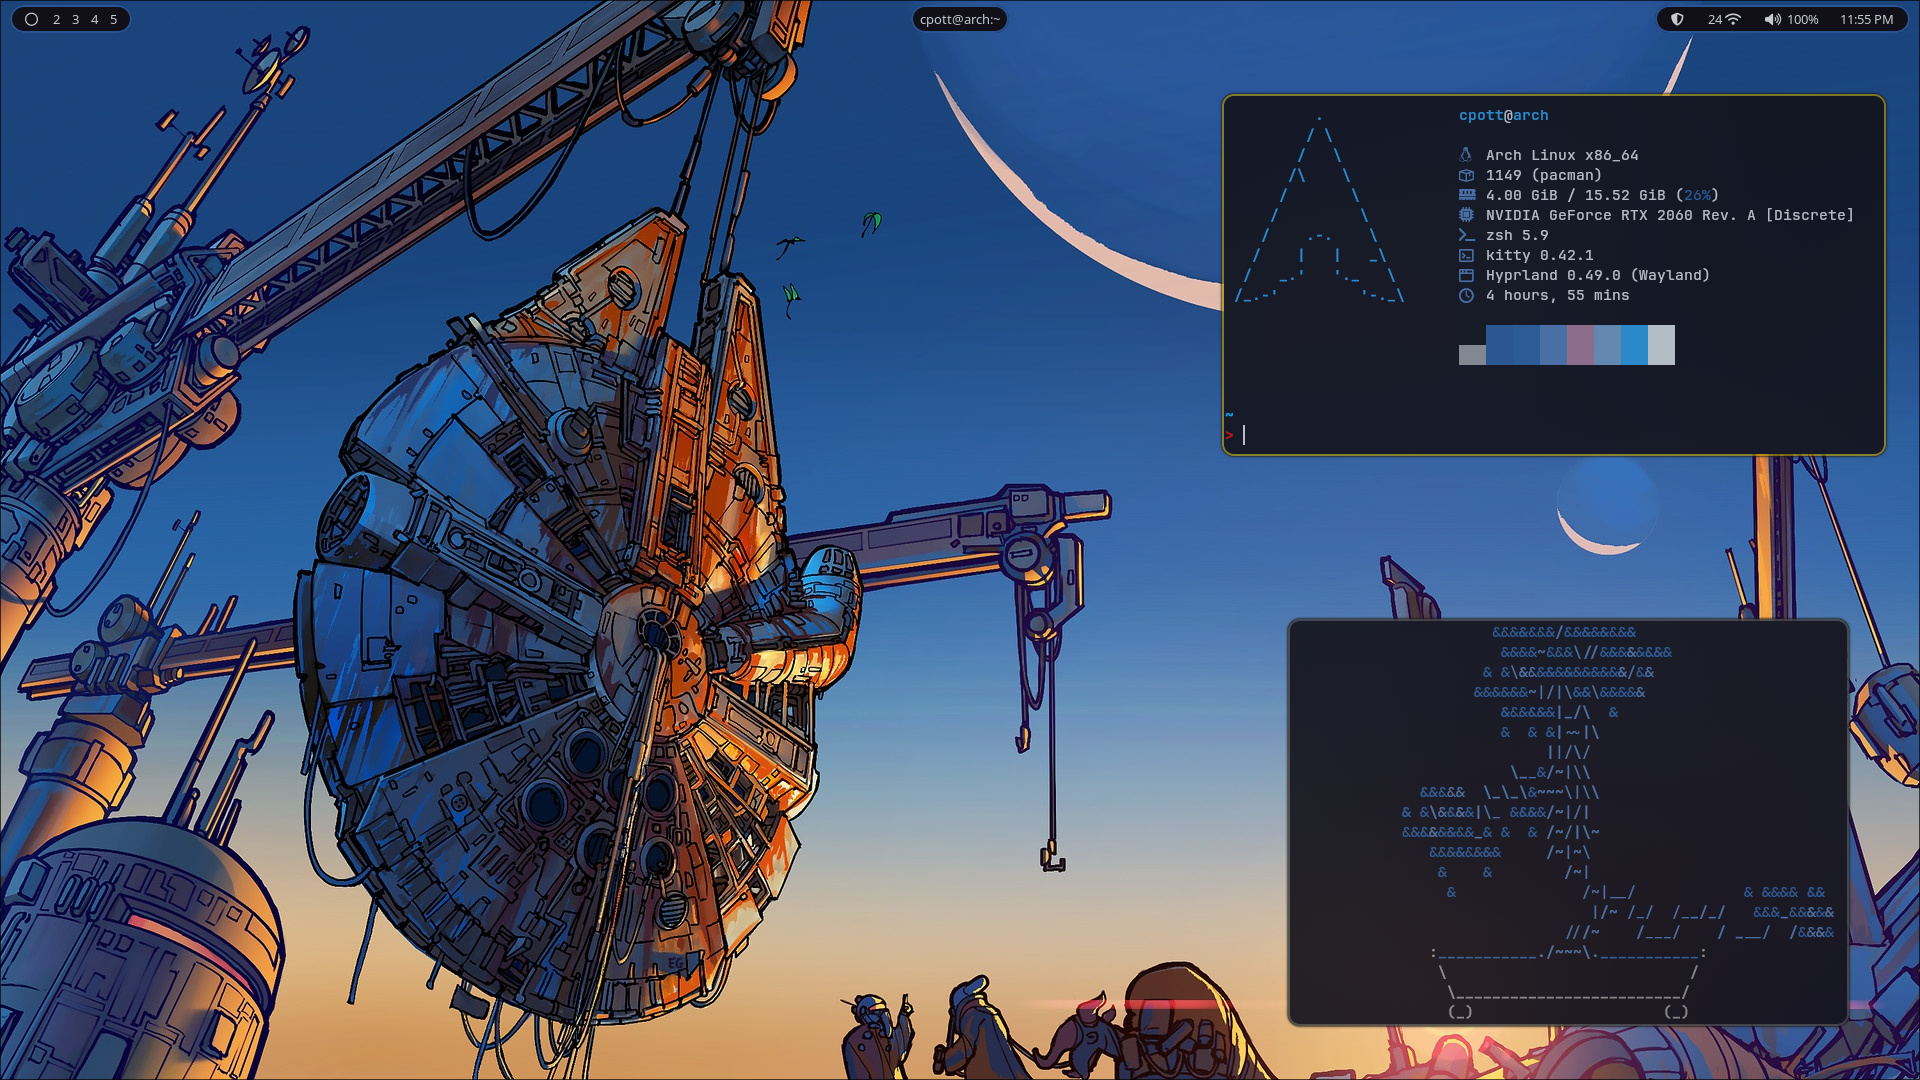 2 3 4 5
cpott@arch:~
24 100% 11:55 PM
cpott@arch
Arch Linux x86_64
1149 (pacman)
4.00 GiB / 15.52 GiB (26%)
NVIDIA GeForce RTX 2060 Rev. A [Discrete]
zsh 5.9
kitty 0.42.1
Hyprland 0.49.0 (Wayland)
4 hours, 55 mins
~
>
EG